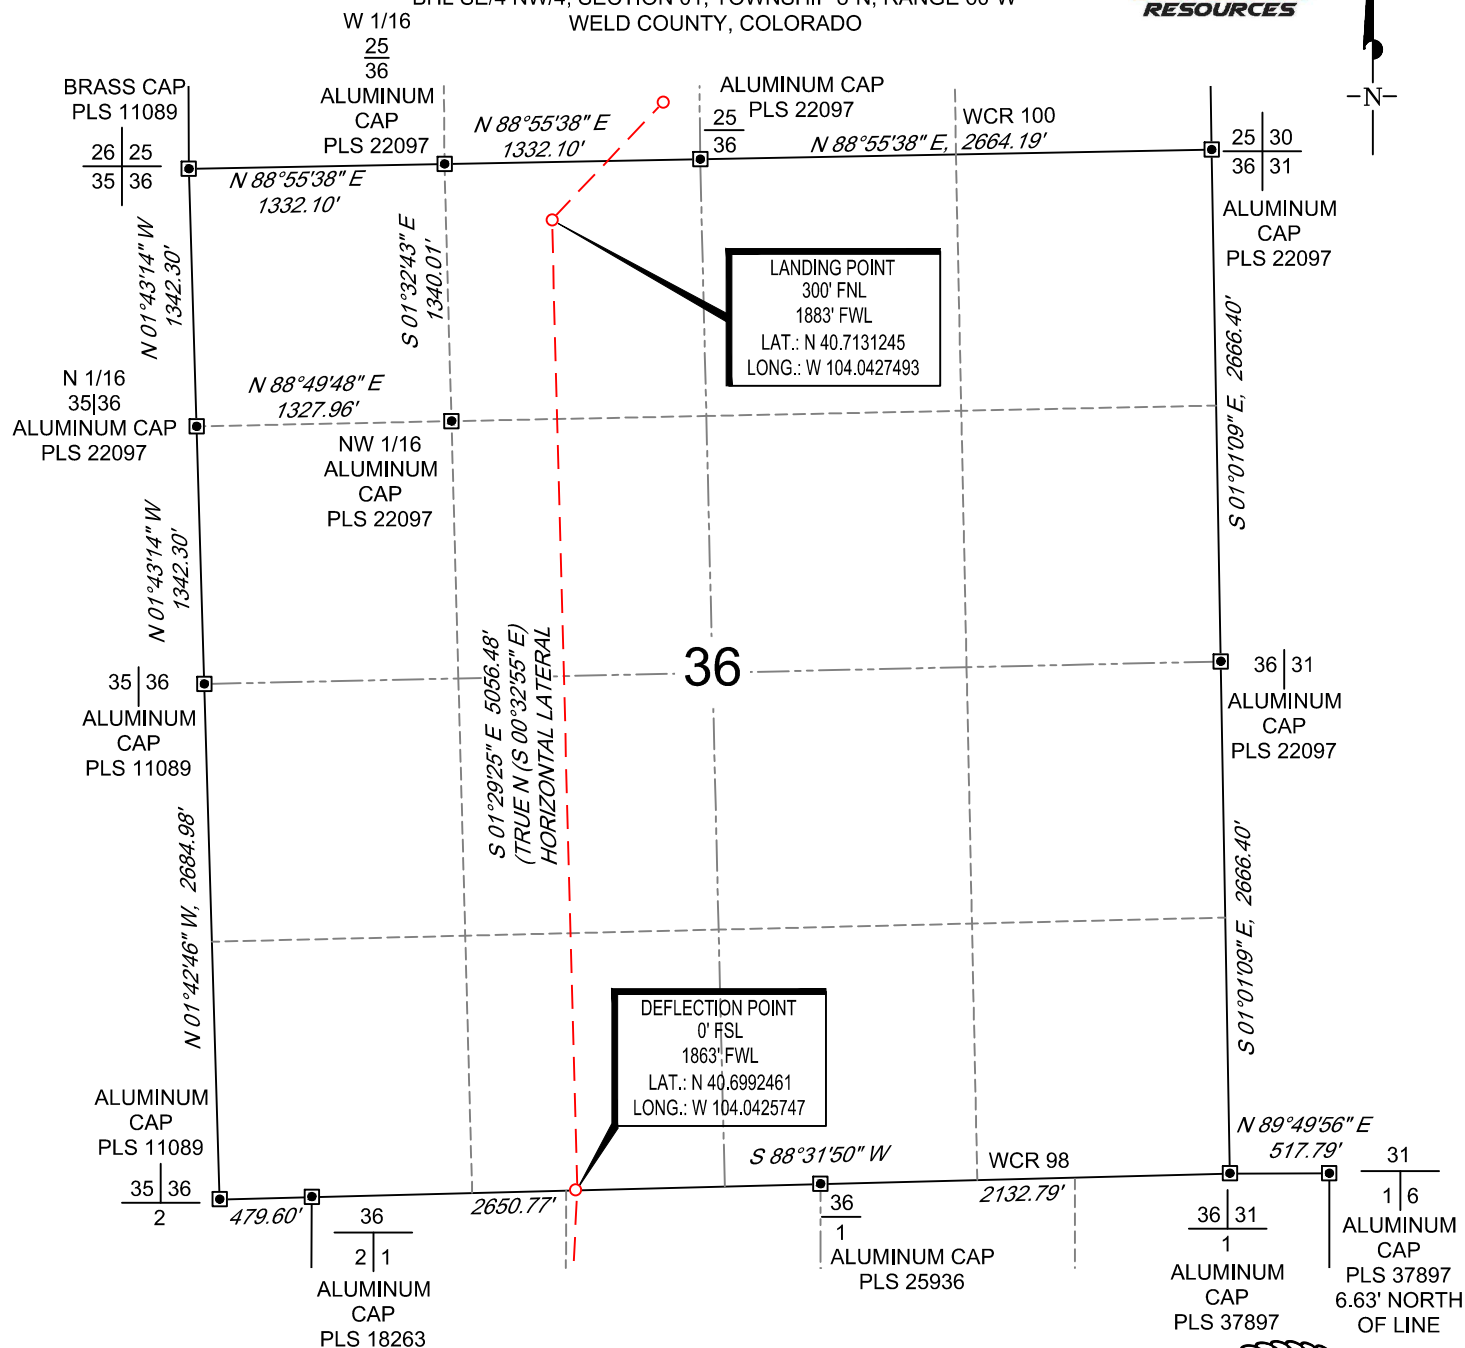 WELD COUNTY, COLORADO
RESOURCES
-N-
W 1/16
25
36
ALUMINUM
CAP
PLS 22097
BRASS CAP
PLS 11089
26 25
35 36
N 88°55'38" E
1332.10'
N 88°55'38" E
1332.10'
ALUMINUM CAP
PLS 22097
25
36
WCR 100
N 88°55'38" E, 2664.19'
25 30
36 31
ALUMINUM
CAP
PLS 22097
N 01°43'14" W
1342.30'
S 01°32'43" E
1340.01'
LANDING POINT
300' FNL
1883' FWL
LAT.: N 40.7131245
LONG.: W 104.0427493
S 01°01'09" E, 2666.40'
N 1/16
35|36
ALUMINUM CAP
PLS 22097
N 88°49'48" E
1327.96'
NW 1/16
ALUMINUM
CAP
PLS 22097
N 01°43'14" W
1342.30'
35 36
ALUMINUM
CAP
PLS 11089
S 01°29'25" E 5056.48'
(TRUE N (S 00°32'55" E)
HORIZONTAL LATERAL
36
36 31
ALUMINUM
CAP
PLS 22097
N 01°42'46" W, 2684.98'
S 01°01'09" E, 2666.40'
DEFLECTION POINT
0' FSL
1863' FWL
LAT.: N 40.6992461
LONG.: W 104.0425747
ALUMINUM
CAP
PLS 11089
35 36
2
479.60'
36
2 1
ALUMINUM
CAP
PLS 18263
2650.77'
S 88°31'50" W
WCR 98
2132.79'
36
1
ALUMINUM CAP
PLS 25936
N 89°49'56" E
517.79'
36 31
1
ALUMINUM
CAP
PLS 37897
31
1 6
ALUMINUM
CAP
PLS 37897
6.63' NORTH
OF LINE